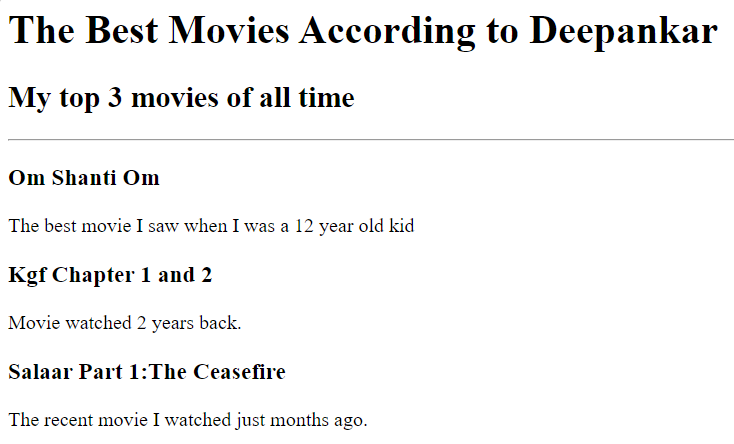 The Best Movies According to Deepankar
My top 3 movies of all time
Om Shanti Om
The best movie I saw when I was a 12 year old kid
Kgf Chapter 1 and 2
Movie watched 2 years back.
Salaar Part 1:The Ceasefire
The recent movie I watched just months ago.